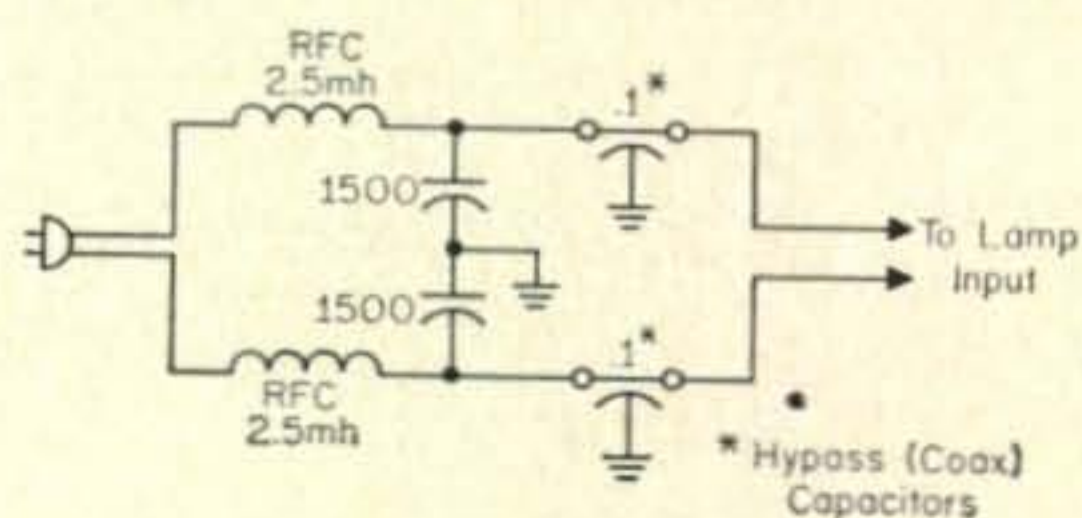 RFC
2.5mh
.1*
1500
To Lamp
Input
1500
.1*
RFC
2.5mh
* Hypass (Coax)
Capacitors